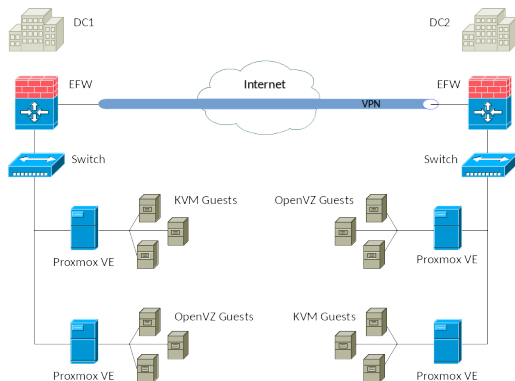 DC1
DC2
EFW
Internet
EFW
VPN
Switch
Switch
KVM Guests
OpenVZ Guests
Proxmox VE
Proxmox VE
OpenVZ Guests
KVM Guests
Proxmox VE
Proxmox VE